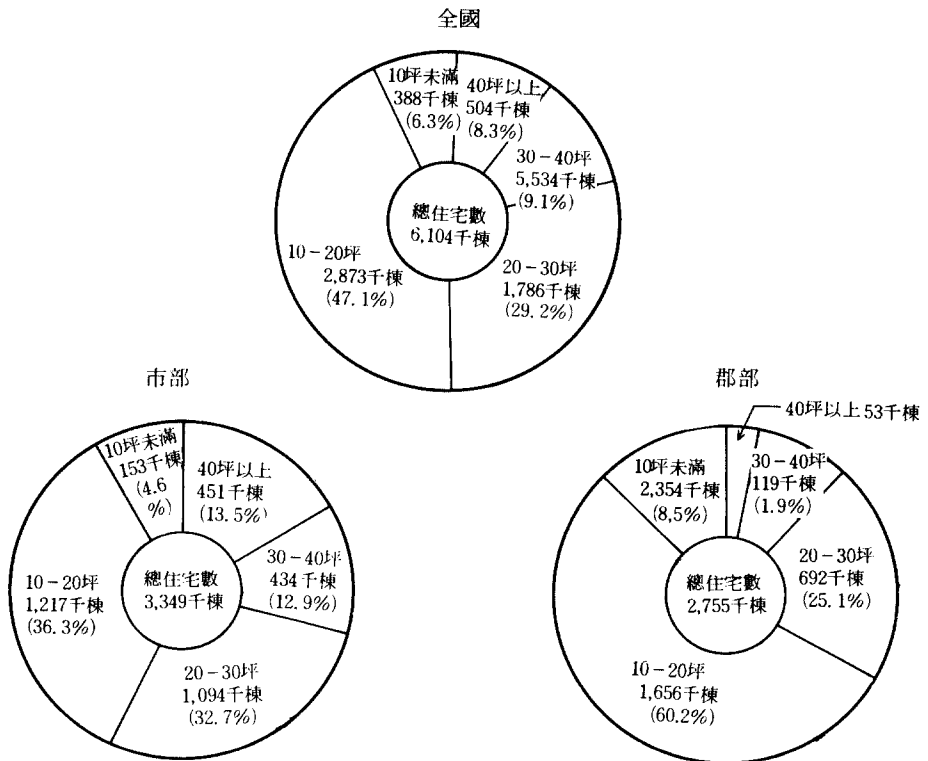 全國
10坪未滿
388千棟
(6.3%)
40坪以上
504千棟
(8.3%)
30-40坪
5,534千棟
(9.1%)
總住宅數
6,104千棟
10-20坪
2,873千棟
(47.1%)
20-30坪
1,786千棟
(29.2%)
市部
10坪未滿
153千棟
(4.6
%)
40坪以上
451千棟
(13.5%)
30-40坪
434千棟
(12.9%)
總住宅數
3,349千棟
10-20坪
1,217千棟
(36.3%)
20-30坪
1,094千棟
(32.7%)
郡部
40坪以上 53千棟
10坪未滿
2,354千棟
(8,5%)
30-40坪
119千棟
(1.9%)
20-30坪
692千棟
(25.1%)
總住宅數
2,755千棟
10-20坪
1,656千棟
(60.2%)